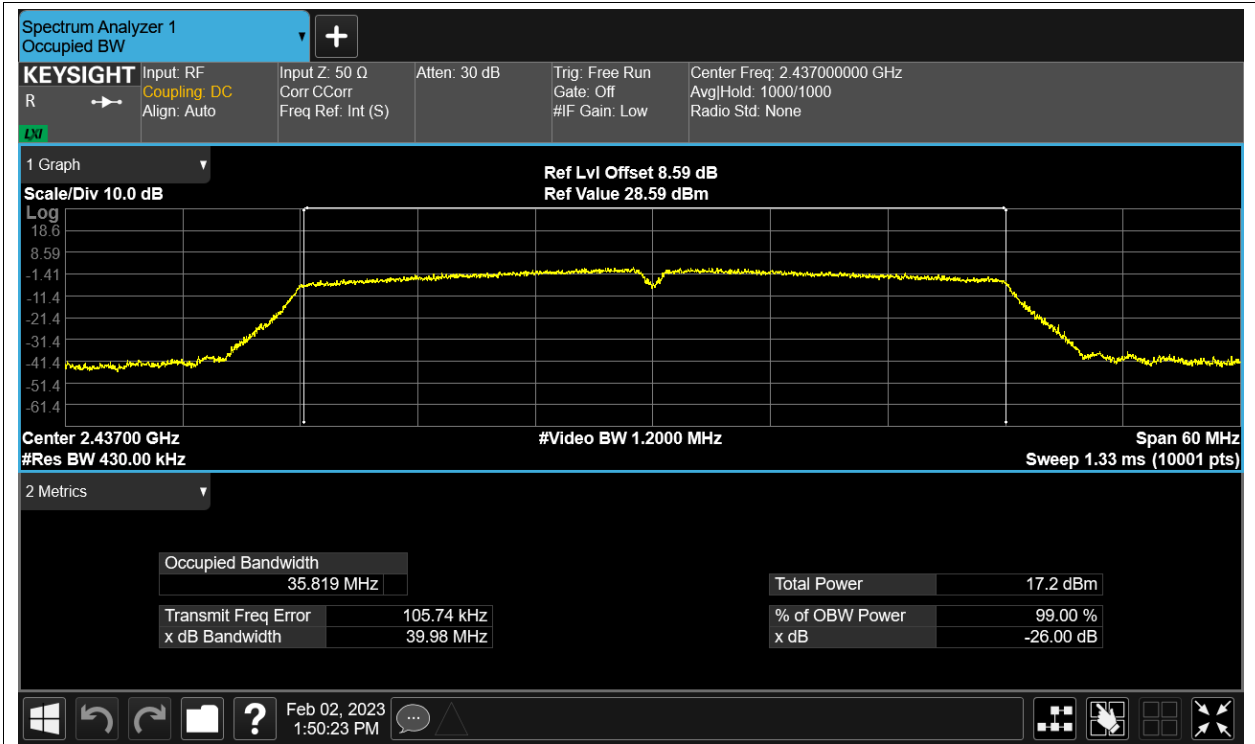 Spectrum Analyzer 1
Occupied BW
KEYSIGHT
R
LXI
Input: RF
Coupling: DC
Align: Auto
Input Z: 50 Ω
Corr CCorr
Freq Ref: Int (S)
Atten: 30 dB
Trig: Free Run
Gate: Off
#IF Gain: Low
Center Freq: 2.437000000 GHz
Avg|Hold: 1000/1000
Radio Std: None
1 Graph
Scale/Div 10.0 dB
Ref Lvl Offset 8.59 dB
Ref Value 28.59 dBm
Log
18.6
8.59
-1.41
-11.4
-21.4
-31.4
-41.4
-51.4
-61.4
Center 2.43700 GHz
#Video BW 1.2000 MHz
Span 60 MHz
#Res BW 430.00 kHz
Sweep 1.33 ms (10001 pts)
2 Metrics
Occupied Bandwidth
35.819 MHz
Transmit Freq Error 105.74 kHz
x dB Bandwidth 39.98 MHz
Total Power 17.2 dBm
% of OBW Power 99.00 %
x dB -26.00 dB
?
Feb 02, 2023
1:50:23 PM